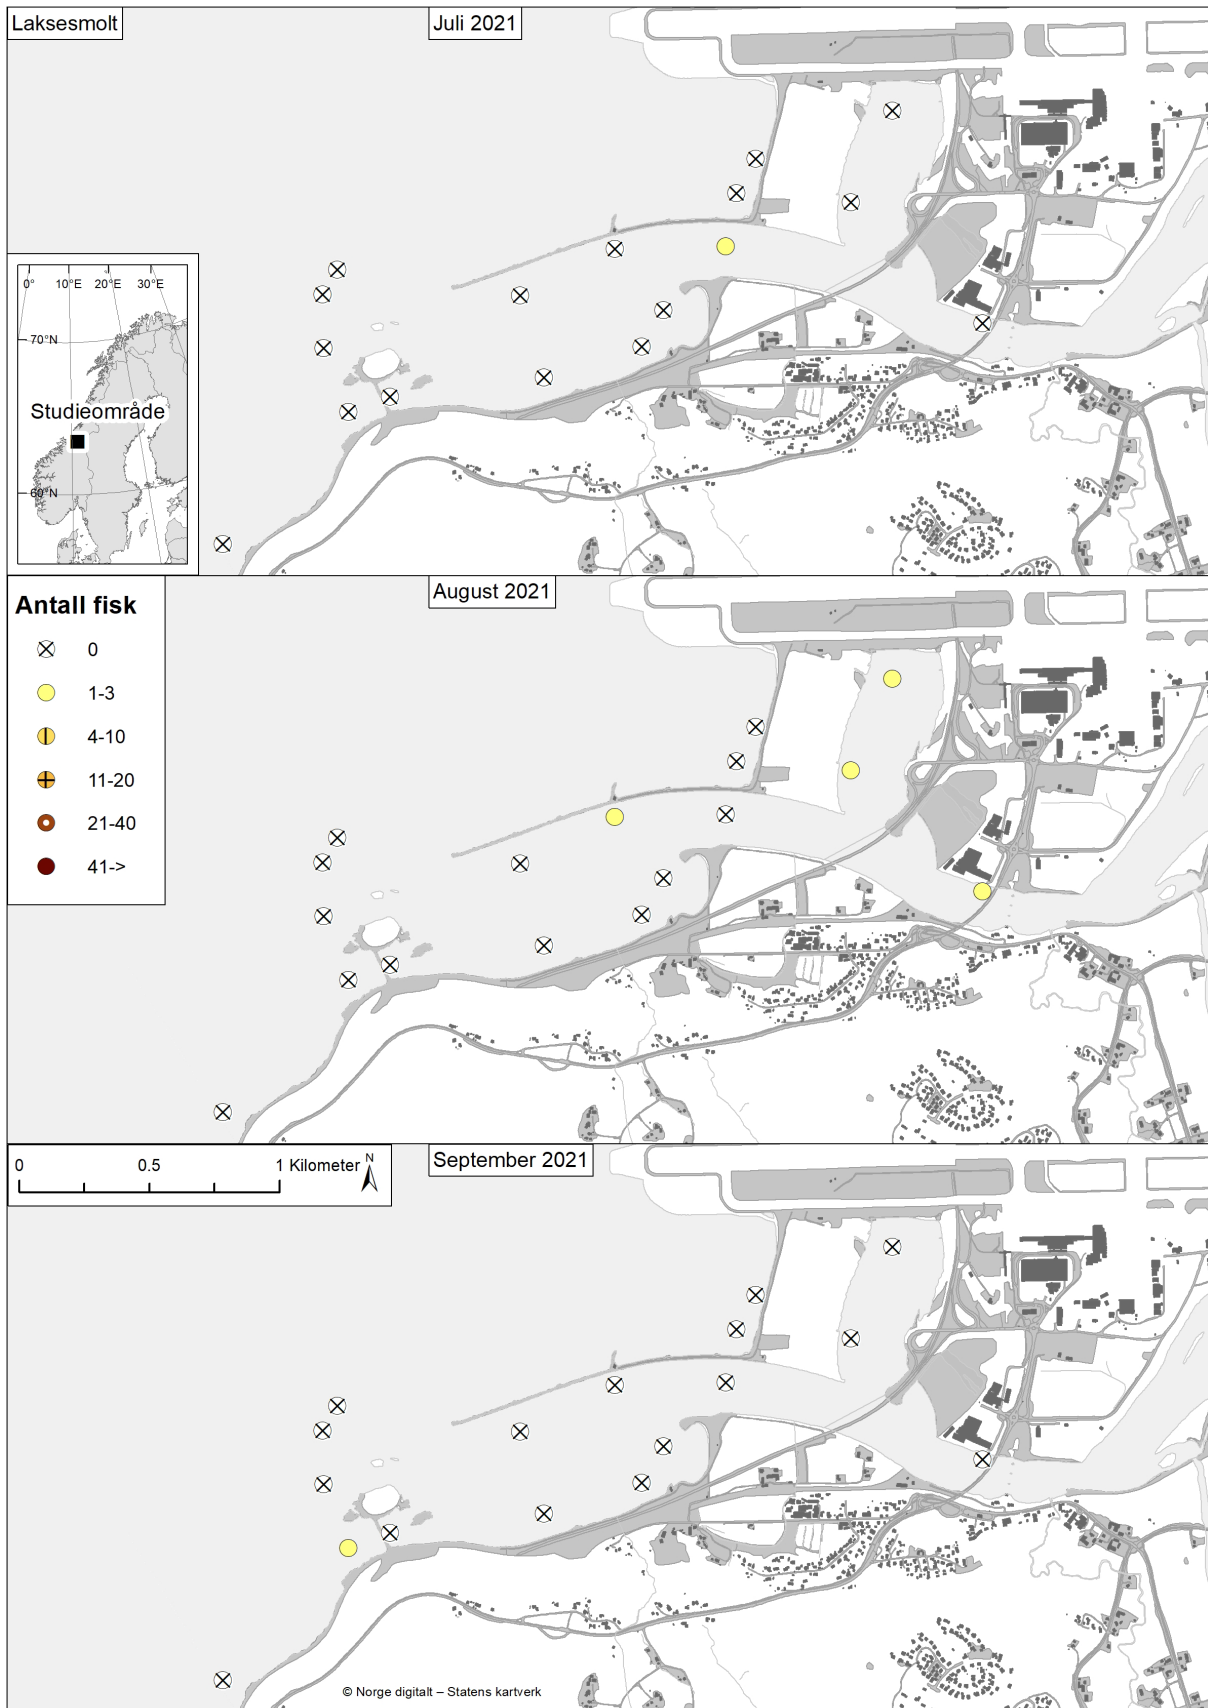 Laksesmolt
Juli 2021
0° 10°E 20°E 30°E
70°N
Studieområde
60°N
August 2021
Antall fisk
0
1-3
4-10
11-20
21-40
41->
September 2021
0 0.5 1 Kilometer N
© Norge digitalt – Statens kartverk